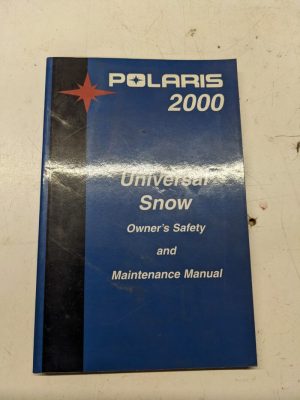 POLARIS
2000
Universal
Snow
Owner's Safety
and
Maintenance Manual